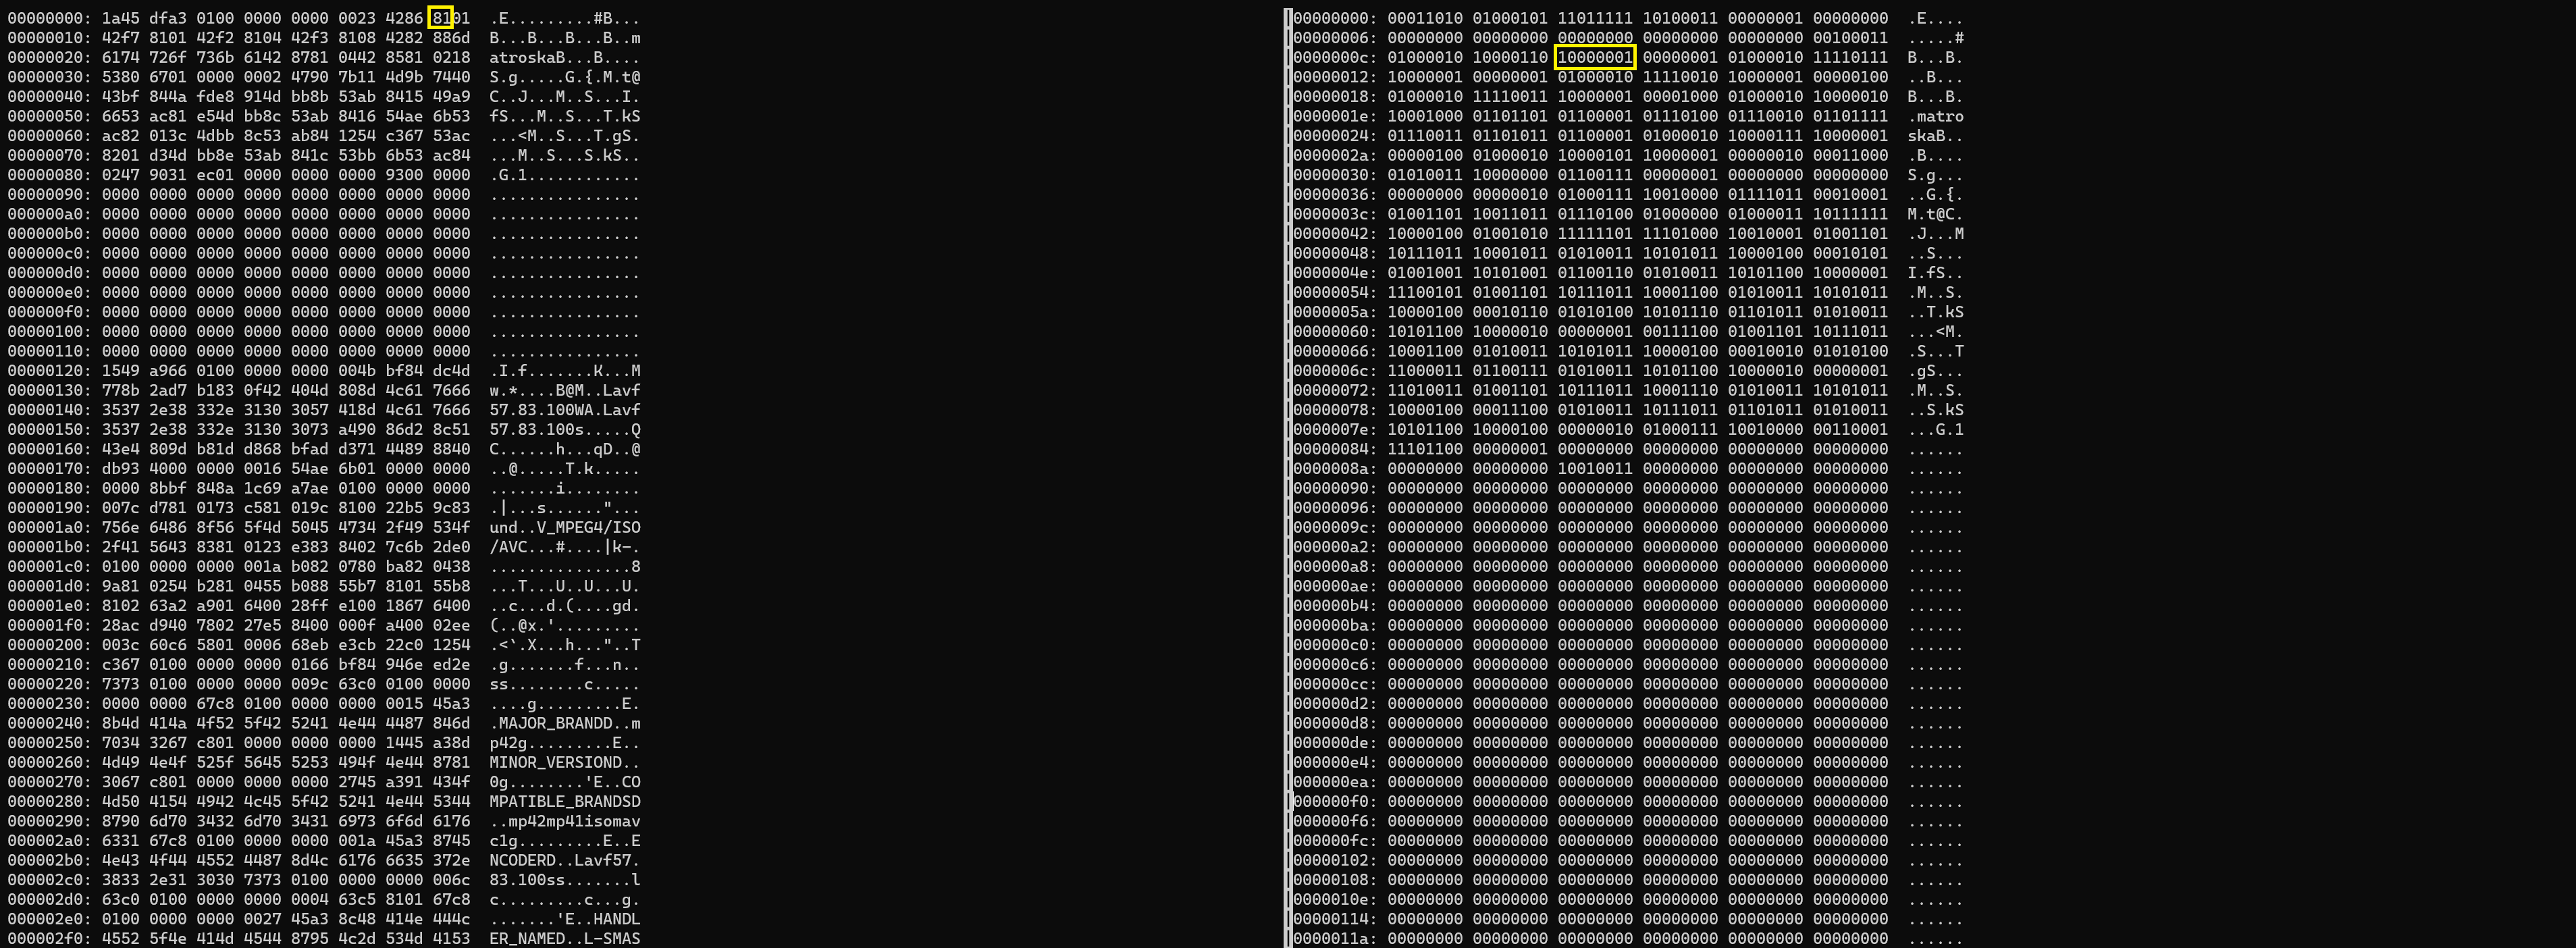 00000000: 1a45 dfa3 0100 0000 0000 0023 4286 8101  .E.........#B...
00000010: 42f7 8101 42f2 8104 42f3 8108 4282 886d  B...B...B...B..m
00000020: 6174 726f 736b 6142 8781 0442 8581 0218  atroskaB...B....
00000030: 5380 6701 0000 0002 4790 7b11 4d9b 7440  S.g.....G.{.M.t@
00000040: 43bf 844a fde8 914d bb8b 53ab 8415 49a9  C..J...M..S...I.
00000050: 6653 ac81 e54d bb8c 53ab 8416 54ae 6b53  fS...M..S...T.kS
00000060: ac82 013c 4dbb 8c53 ab84 1254 c367 53ac  ...<M..S...T.gS.
00000070: 8201 d34d bb8e 53ab 841c 53bb 6b53 ac84  ...M..S...S.kS..
00000080: 0247 9031 ec01 0000 0000 0000 9300 0000  .G.1............
00000090: 0000 0000 0000 0000 0000 0000 0000 0000  ................
000000a0: 0000 0000 0000 0000 0000 0000 0000 0000  ................
000000b0: 0000 0000 0000 0000 0000 0000 0000 0000  ................
000000c0: 0000 0000 0000 0000 0000 0000 0000 0000  ................
000000d0: 0000 0000 0000 0000 0000 0000 0000 0000  ................
000000e0: 0000 0000 0000 0000 0000 0000 0000 0000  ................
000000f0: 0000 0000 0000 0000 0000 0000 0000 0000  ................
00000100: 0000 0000 0000 0000 0000 0000 0000 0000  ................
00000110: 0000 0000 0000 0000 0000 0000 0000 0000  ................
00000120: 1549 a966 0100 0000 0000 004b bf84 dc4d  .I.f.......K...M
00000130: 778b 2ad7 b183 0f42 404d 808d 4c61 7666  w.*....B@M..Lavf
00000140: 3537 2e38 332e 3130 3057 418d 4c61 7666  57.83.100WA.Lavf
00000150: 3537 2e38 332e 3130 3073 a490 86d2 8c51  57.83.100s.....Q
00000160: 43e4 809d b81d d868 bfad d371 4489 8840  C......h...qD..@
00000170: db93 4000 0000 0016 54ae 6b01 0000 0000  ..@.....T.k.....
00000180: 0000 8bbf 848a 1c69 a7ae 0100 0000 0000  .......i........
00000190: 007c d781 0173 c581 019c 8100 22b5 9c83  .|...s......"...
000001a0: 756e 6486 8f56 5f4d 5045 4734 2f49 534f  und..V_MPEG4/ISO
000001b0: 2f41 5643 8381 0123 e383 8402 7c6b 2de0  /AVC...#....|k-.
000001c0: 0100 0000 0000 001a b082 0780 ba82 0438  ...............8
000001d0: 9a81 0254 b281 0455 b088 55b7 8101 55b8  ...T...U..U...U.
000001e0: 8102 63a2 a901 6400 28ff e100 1867 6400  ..c...d.(....gd.
000001f0: 28ac d940 7802 27e5 8400 000f a400 02ee  (..@x.'.........
00000200: 003c 60c6 5801 0006 68eb e3cb 22c0 1254  .<`.X...h..."..T
00000210: c367 0100 0000 0000 0166 bf84 946e ed2e  .g.......f...n..
00000220: 7373 0100 0000 0000 009c 63c0 0100 0000  ss........c.....
00000230: 0000 0000 67c8 0100 0000 0000 0015 45a3  ....g.........E.
00000240: 8b4d 414a 4f52 5f42 5241 4e44 4487 846d  .MAJOR_BRANDD..m
00000250: 7034 3267 c801 0000 0000 0000 1445 a38d  p42g.........E..
00000260: 4d49 4e4f 525f 5645 5253 494f 4e44 8781  MINOR_VERSIOND..
00000270: 3067 c801 0000 0000 0000 2745 a391 434f  0g........'E..CO
00000280: 4d50 4154 4942 4c45 5f42 5241 4e44 5344  MPATIBLE_BRANDSD
00000290: 8790 6d70 3432 6d70 3431 6973 6f6d 6176  ..mp42mp41isomav
000002a0: 6331 67c8 0100 0000 0000 001a 45a3 8745  c1g.........E..E
000002b0: 4e43 4f44 4552 4487 8d4c 6176 6635 372e  NCODERD..Lavf57.
000002c0: 3833 2e31 3030 7373 0100 0000 0000 006c  83.100ss.......l
000002d0: 63c0 0100 0000 0000 0004 63c5 8101 67c8  c.........c...g.
000002e0: 0100 0000 0000 0027 45a3 8c48 414e 444c  .......'E..HANDL
000002f0: 4552 5f4e 414d 4544 8795 4c2d 534d 4153  ER_NAMED..L-SMAS
00000000: 00011010 01000101 11011111 10100011 00000001 00000000  .E....
00000006: 00000000 00000000 00000000 00000000 00000000 00100011  .....#
0000000c: 01000010 10000110 10000001 00000001 01000010 11110111  B...B.
00000012: 10000001 00000001 01000010 11110010 10000001 00000100  ..B...
00000018: 01000010 11110011 10000001 00001000 01000010 10000010  B...B.
0000001e: 10001000 01101101 01100001 01110100 01110010 01101111  .matro
00000024: 01110011 01101011 01100001 01000010 10000111 10000001  skaB..
0000002a: 00000100 01000010 10000101 10000001 00000010 00011000  .B....
00000030: 01010011 10000000 01100111 00000001 00000000 00000000  S.g...
00000036: 00000000 00000010 01000111 10010000 01111011 00010001  ..G.{.
0000003c: 01001101 10011011 01110100 01000000 01000011 10111111  M.t@C.
00000042: 10000100 01001010 11111101 11101000 10010001 01001101  .J...M
00000048: 10111011 10001011 01010011 10101011 10000100 00010101  ..S...
0000004e: 01001001 10101001 01100110 01010011 10101100 10000001  I.fS..
00000054: 11100101 01001101 10111011 10001100 01010011 10101011  .M..S.
0000005a: 10000100 00010110 01010100 10101110 01101011 01010011  ..T.kS
00000060: 10101100 10000010 00000001 00111100 01001101 10111011  ...<M.
00000066: 10001100 01010011 10101011 10000100 00010010 01010100  .S...T
0000006c: 11000011 01100111 01010011 10101100 10000010 00000001  .gS...
00000072: 11010011 01001101 10111011 10001110 01010011 10101011  .M..S.
00000078: 10000100 00011100 01010011 10111011 01101011 01010011  ..S.kS
0000007e: 10101100 10000100 00000010 01000111 10010000 00110001  ...G.1
00000084: 11101100 00000001 00000000 00000000 00000000 00000000  ......
0000008a: 00000000 00000000 10010011 00000000 00000000 00000000  ......
00000090: 00000000 00000000 00000000 00000000 00000000 00000000  ......
00000096: 00000000 00000000 00000000 00000000 00000000 00000000  ......
0000009c: 00000000 00000000 00000000 00000000 00000000 00000000  ......
000000a2: 00000000 00000000 00000000 00000000 00000000 00000000  ......
000000a8: 00000000 00000000 00000000 00000000 00000000 00000000  ......
000000ae: 00000000 00000000 00000000 00000000 00000000 00000000  ......
000000b4: 00000000 00000000 00000000 00000000 00000000 00000000  ......
000000ba: 00000000 00000000 00000000 00000000 00000000 00000000  ......
000000c0: 00000000 00000000 00000000 00000000 00000000 00000000  ......
000000c6: 00000000 00000000 00000000 00000000 00000000 00000000  ......
000000cc: 00000000 00000000 00000000 00000000 00000000 00000000  ......
000000d2: 00000000 00000000 00000000 00000000 00000000 00000000  ......
000000d8: 00000000 00000000 00000000 00000000 00000000 00000000  ......
000000de: 00000000 00000000 00000000 00000000 00000000 00000000  ......
000000e4: 00000000 00000000 00000000 00000000 00000000 00000000  ......
000000ea: 00000000 00000000 00000000 00000000 00000000 00000000  ......
000000f0: 00000000 00000000 00000000 00000000 00000000 00000000  ......
000000f6: 00000000 00000000 00000000 00000000 00000000 00000000  ......
000000fc: 00000000 00000000 00000000 00000000 00000000 00000000  ......
00000102: 00000000 00000000 00000000 00000000 00000000 00000000  ......
00000108: 00000000 00000000 00000000 00000000 00000000 00000000  ......
0000010e: 00000000 00000000 00000000 00000000 00000000 00000000  ......
00000114: 00000000 00000000 00000000 00000000 00000000 00000000  ......
0000011a: 00000000 00000000 00000000 00000000 00000000 00000000  ......